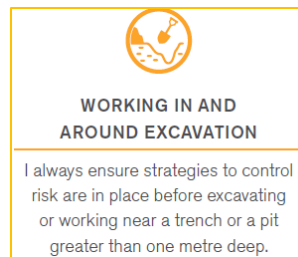 WORKING IN AND
AROUND EXCAVATION
I always ensure strategies to control
risk are in place before excavating
or working near a trench or a pit
greater than one metre deep.